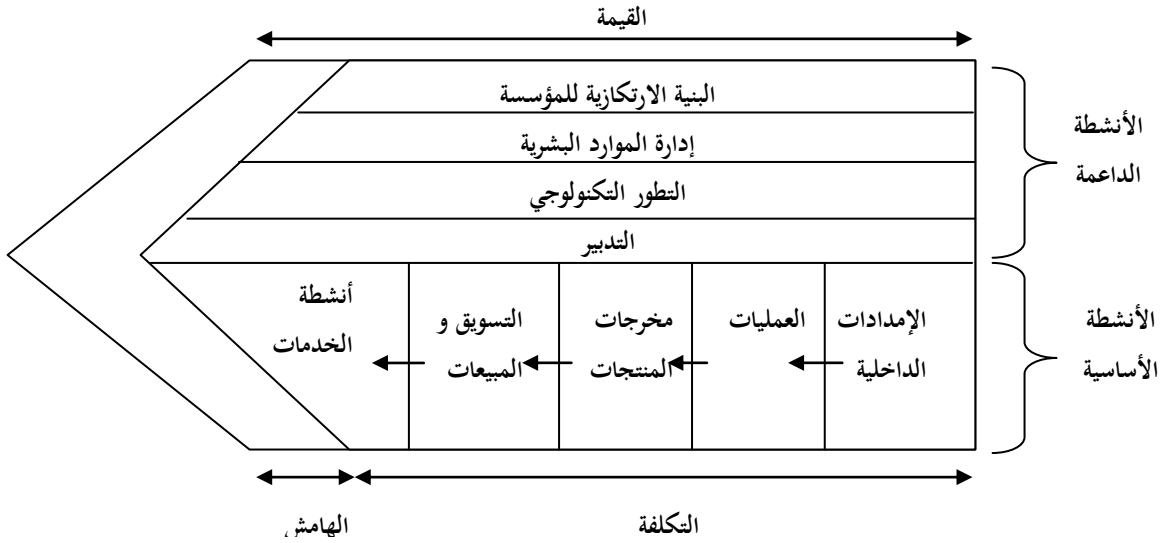 القيمة
البنية الارتكازية للمؤسسة
إدارة الموارد البشرية
التطور التكنولوجي
التدبير
الأنشطة
الداعمة
الإمدادات
الداخلية
العمليات
مخرجات
المنتجات
التسويق و
المبيعات
أنشطة
الخدمات
الأنشطة
الأساسية
التكلفة
الهامش